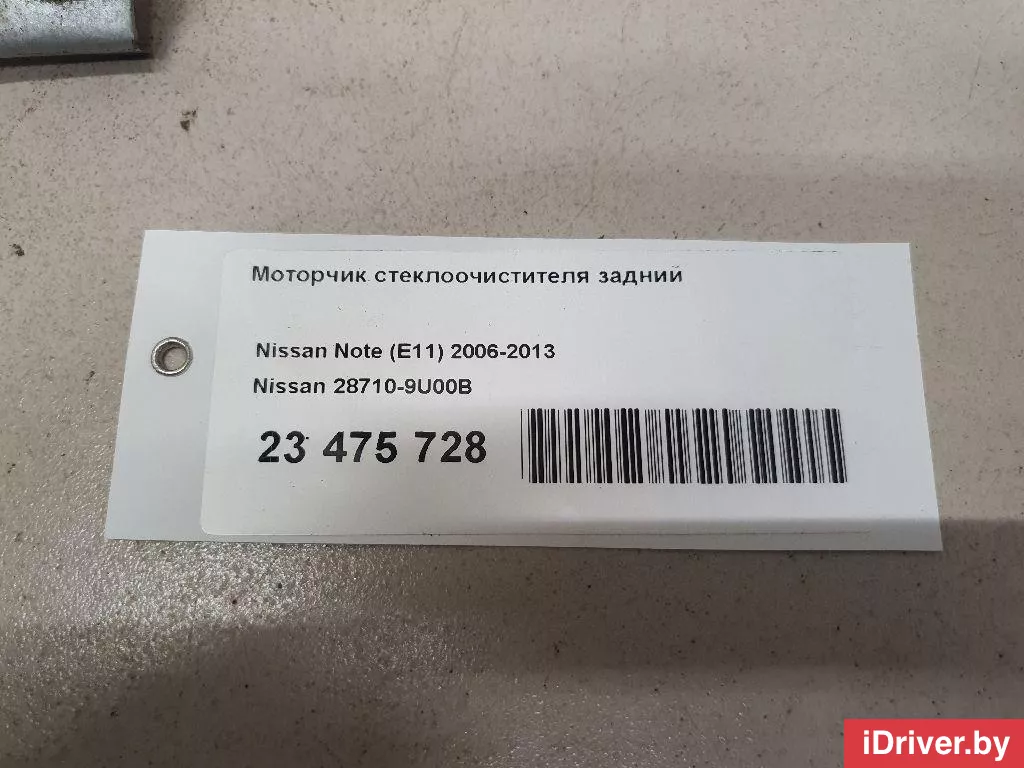 Моторчик стеклоочистителя задний
Nissan Note (E11) 2006-2013
Nissan 28710-9U00B
23 475 728
iDriver.by